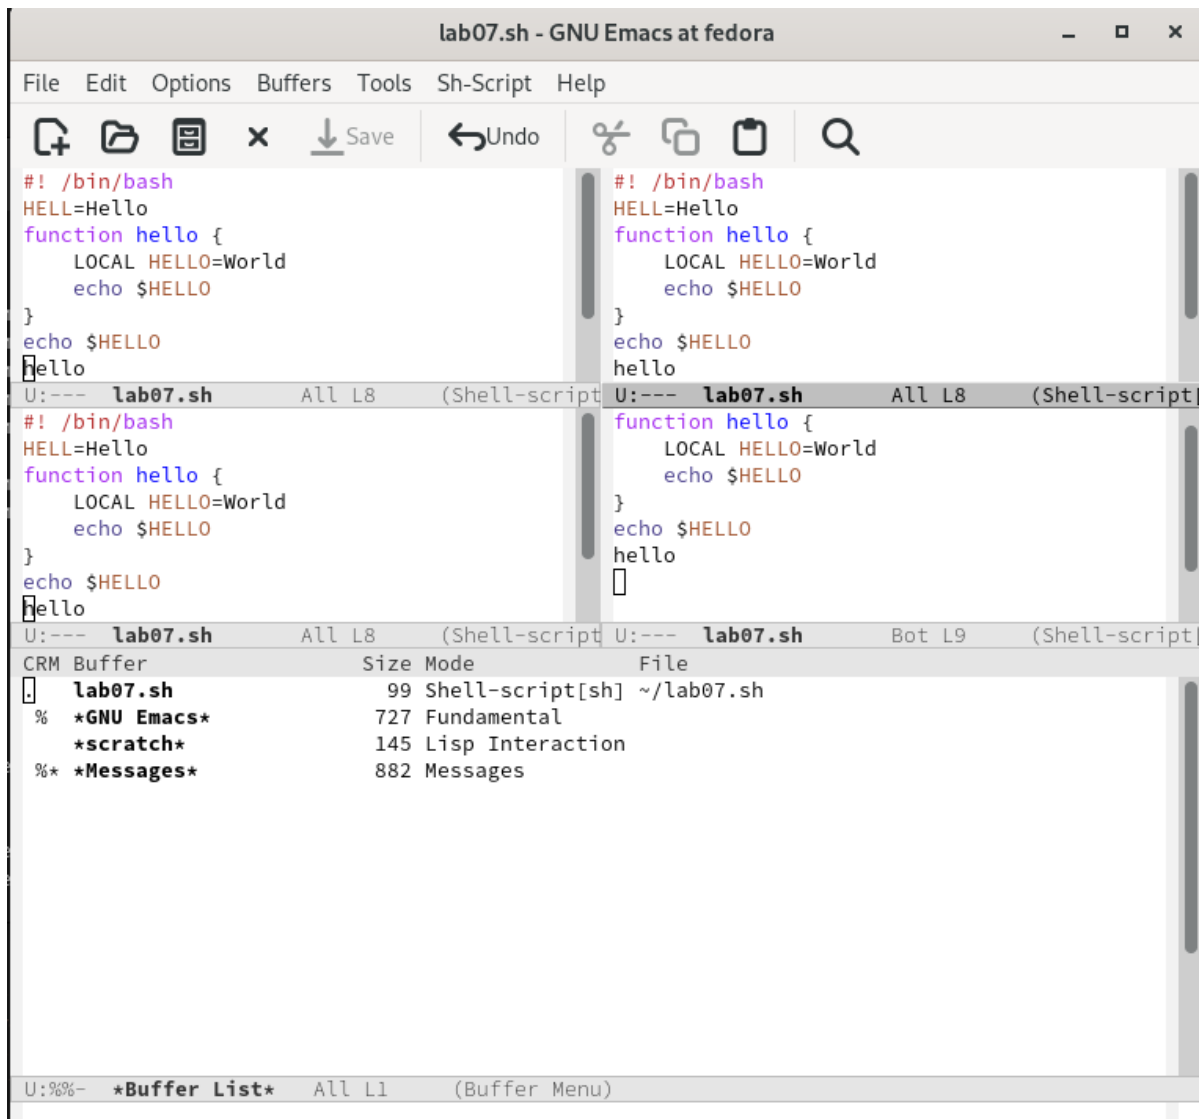 lab07.sh - GNU Emacs at fedora
File Edit Options Buffers Tools Sh-Script Help
Save Undo
#! /bin/bash
HELL=Hello
function hello {
    LOCAL HELLO=World
    echo $HELLO
}
echo $HELLO
hello
U:--- lab07.sh All L8 (Shell-script
#! /bin/bash
HELL=Hello
function hello {
    LOCAL HELLO=World
    echo $HELLO
}
echo $HELLO
hello
U:--- lab07.sh All L8 (Shell-script[
#! /bin/bash
HELL=Hello
function hello {
    LOCAL HELLO=World
    echo $HELLO
}
echo $HELLO
hello
U:--- lab07.sh All L8 (Shell-script
function hello {
    LOCAL HELLO=World
    echo $HELLO
}
echo $HELLO
hello
U:--- lab07.sh Bot L9 (Shell-script[
CRM Buffer Size Mode File
. lab07.sh 99 Shell-script[sh] ~/lab07.sh
% *GNU Emacs* 727 Fundamental
*scratch* 145 Lisp Interaction
%* *Messages* 882 Messages
U:%%- *Buffer List* All L1 (Buffer Menu)